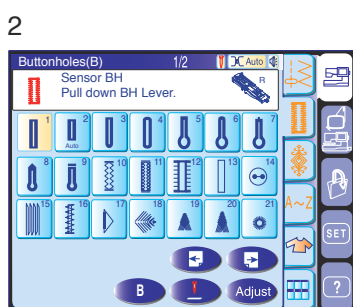 2
Buttonholes(B) 1/2 Auto
Sensor BH R
Pull down BH Lever.
1 2 3 4 5 6 7
Auto
8 9 10 11 12 13 14
15 16 17 18 19 20 21
A~Z
SET
B Adjust ?